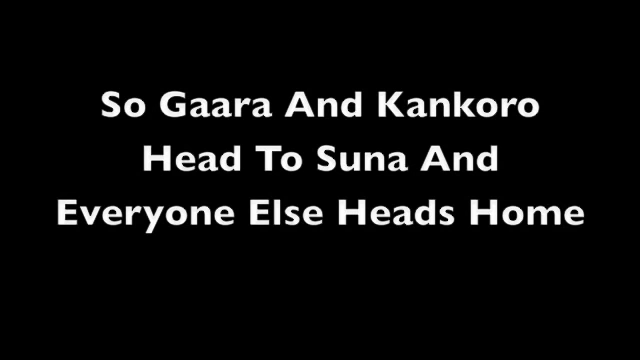 So Gaara And Kankoro
Head To Suna And
Everyone Else Heads Home